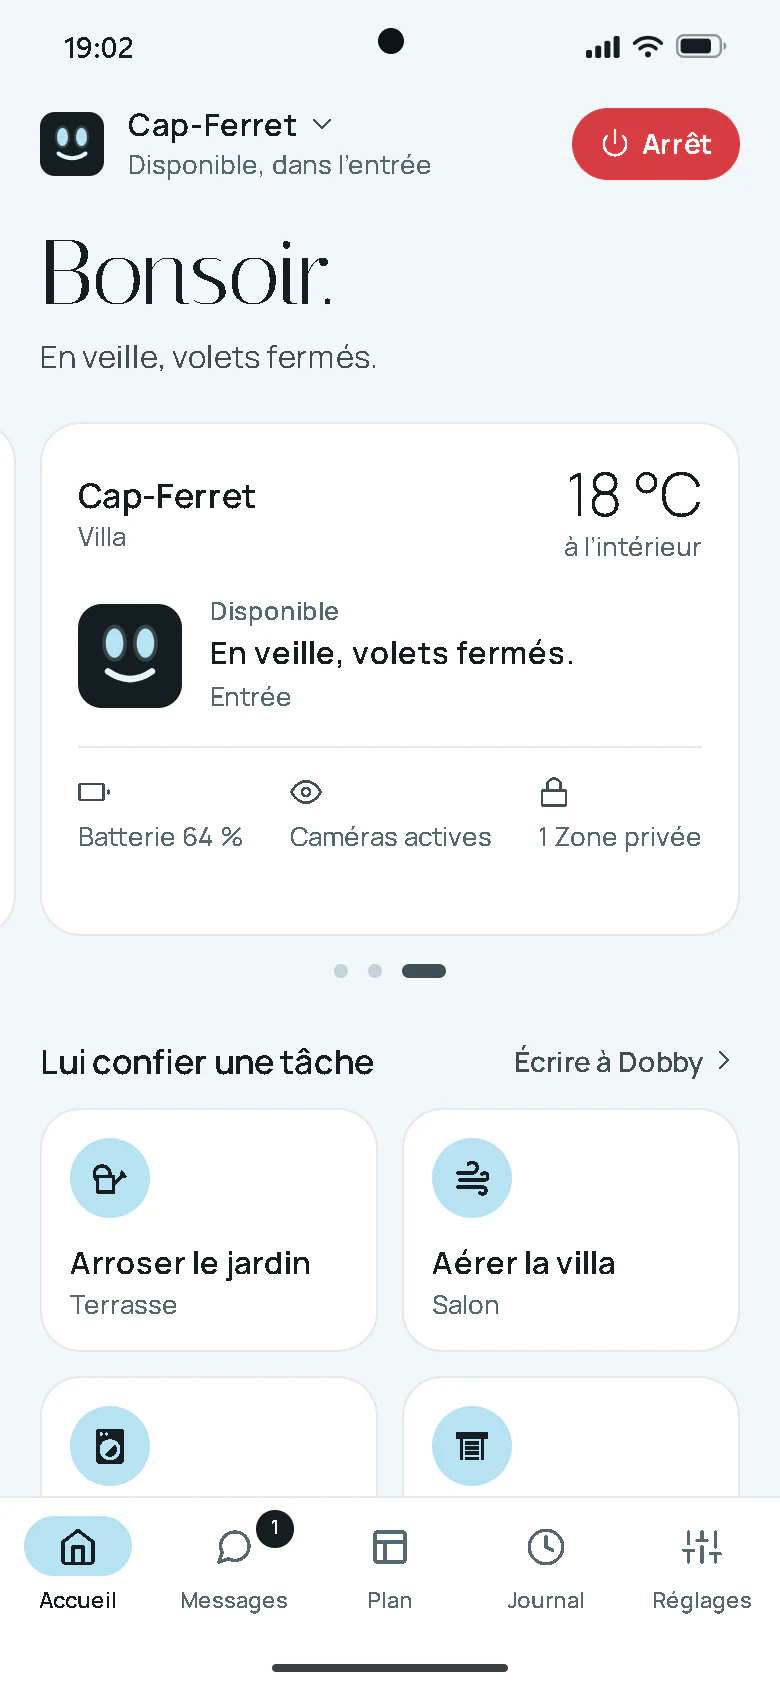 19:02
Cap-Ferret
Disponible, dans l'entrée
Arrêt
Bonsoir.
En veille, volets fermés.
Cap-Ferret
Villa
18 °C
à l'intérieur
Disponible
En veille, volets fermés.
Entrée
Batterie 64 %
Caméras actives
1 Zone privée
Lui confier une tâche
Écrire à Dobby
Arroser le jardin
Terrasse
Aérer la villa
Salon
1
Accueil
Messages
Plan
Journal
Réglages